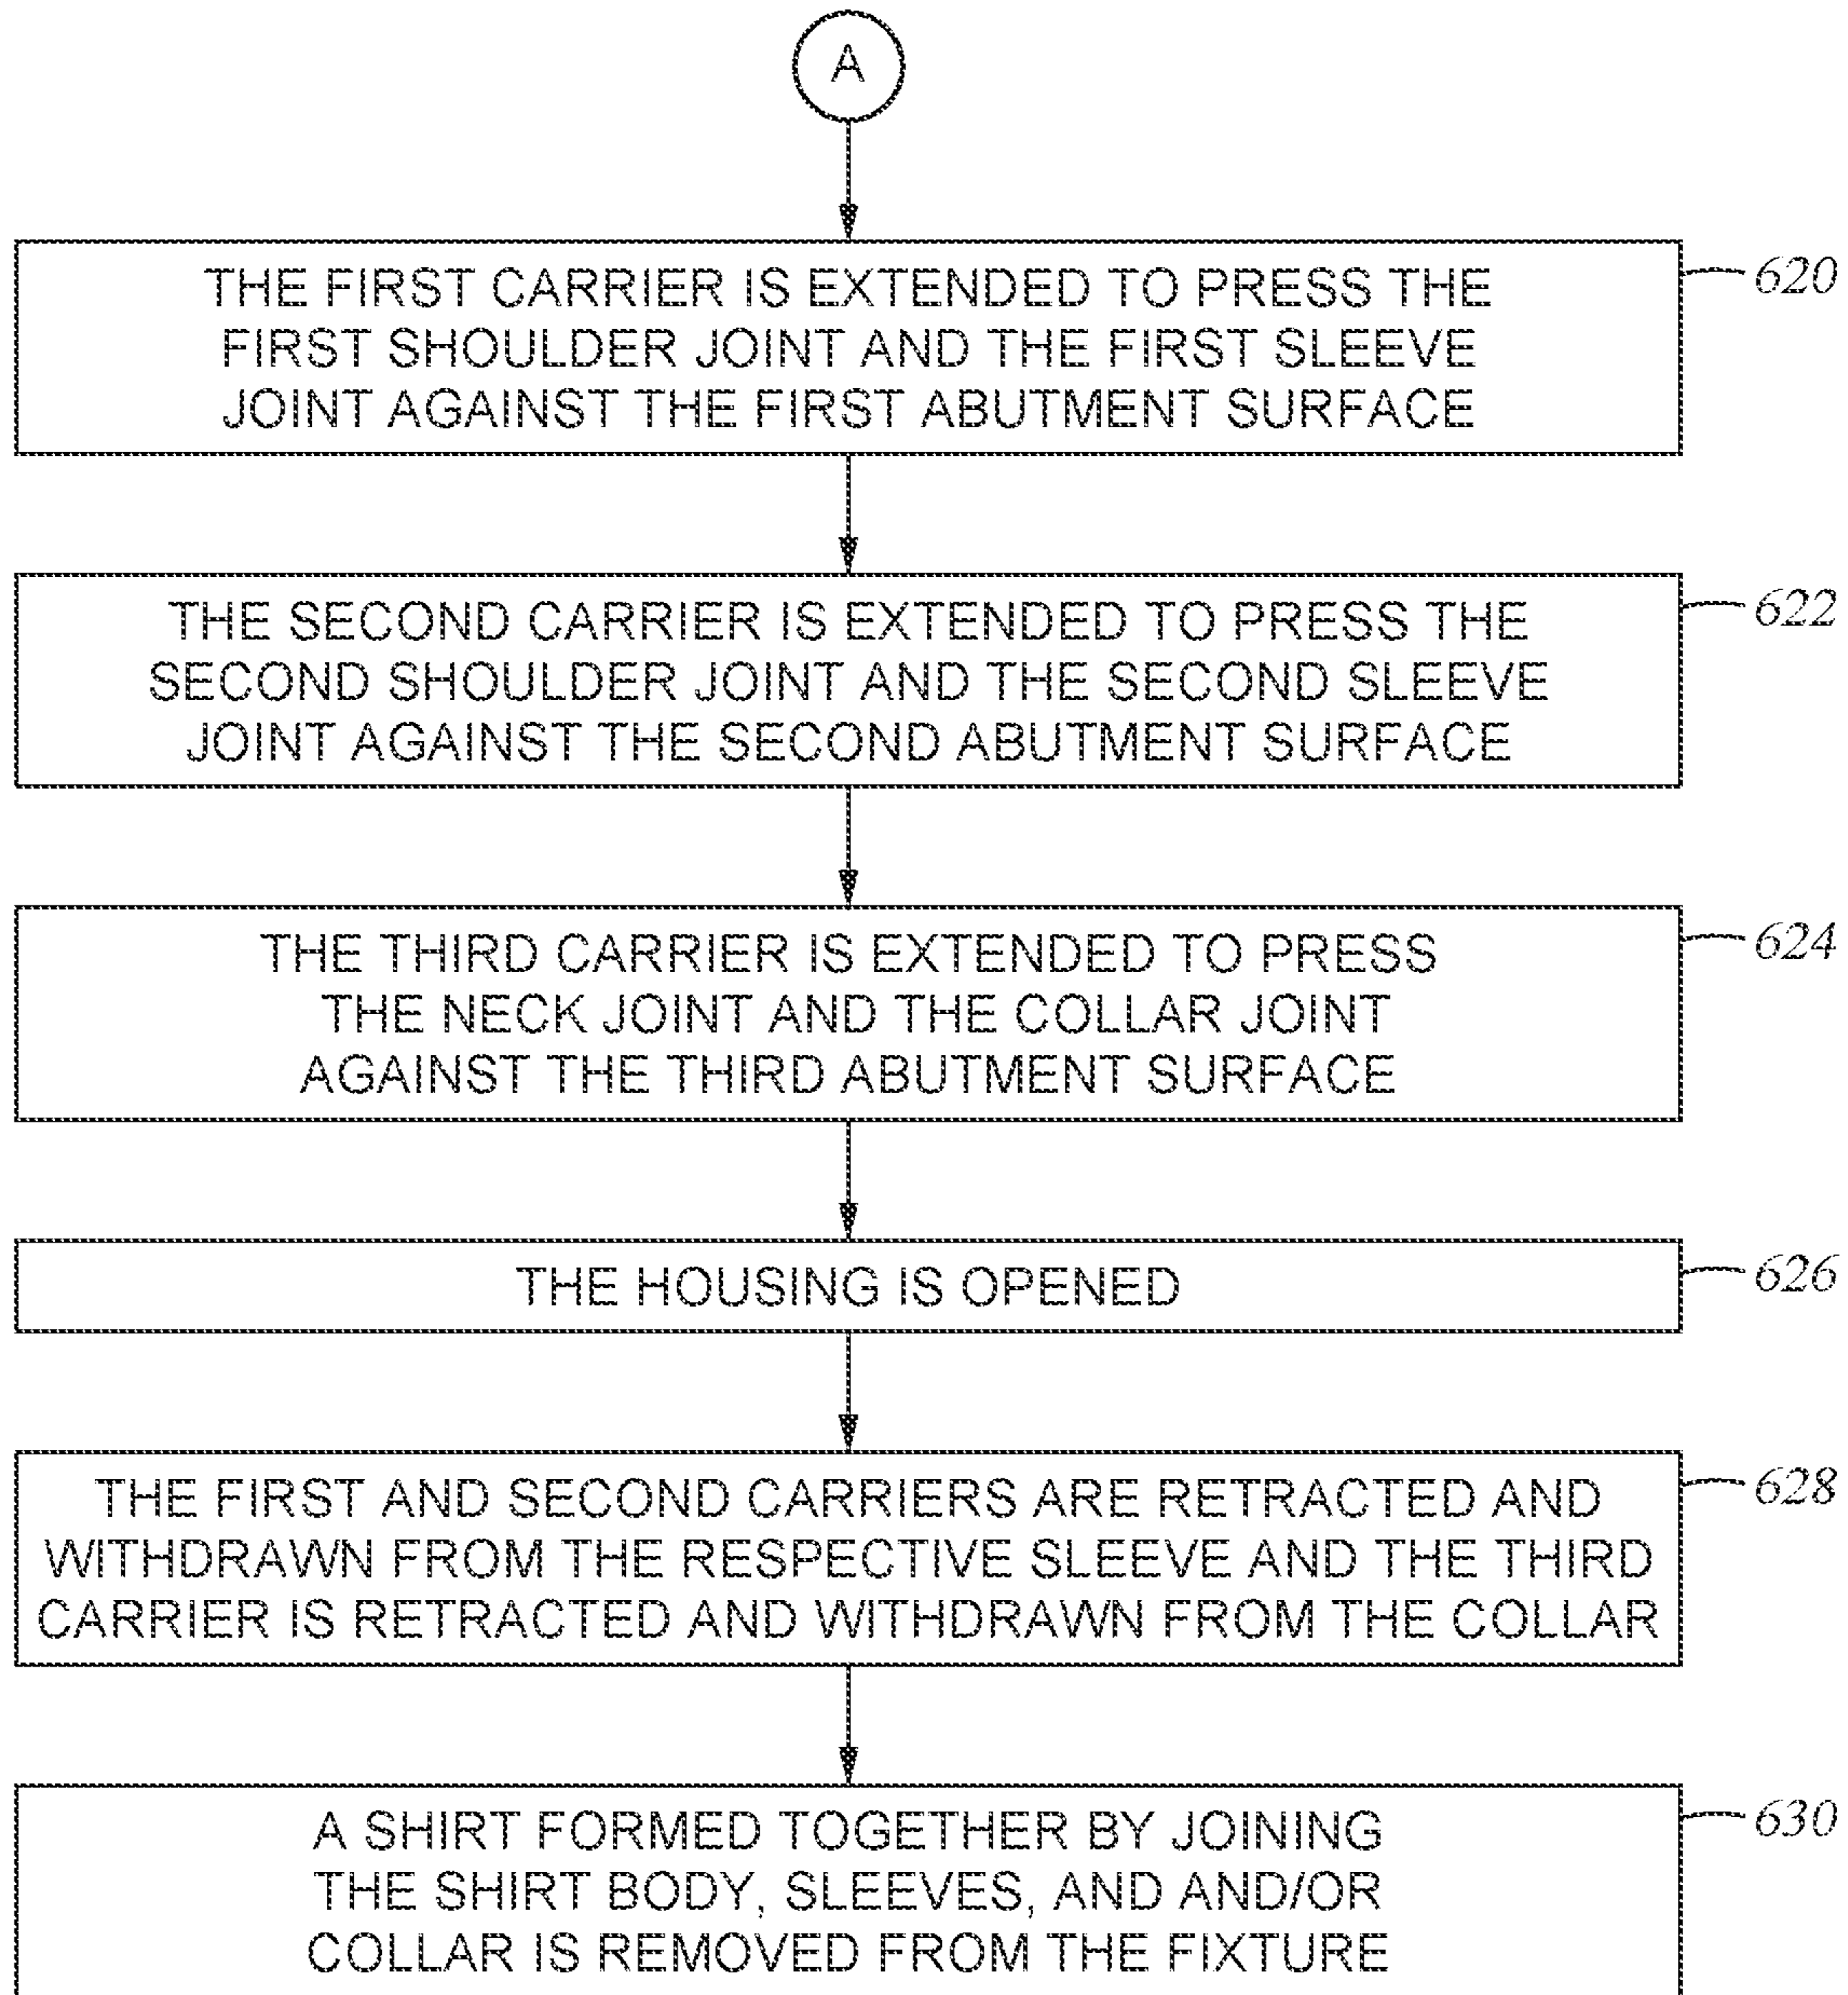 A
THE FIRST CARRIER IS EXTENDED TO PRESS THE
FIRST SHOULDER JOINT AND THE FIRST SLEEVE
JOINT AGAINST THE FIRST ABUTMENT SURFACE
620
THE SECOND CARRIER IS EXTENDED TO PRESS THE
SECOND SHOULDER JOINT AND THE SECOND SLEEVE
JOINT AGAINST THE SECOND ABUTMENT SURFACE
622
THE THIRD CARRIER IS EXTENDED TO PRESS
THE NECK JOINT AND THE COLLAR JOINT
AGAINST THE THIRD ABUTMENT SURFACE
624
THE HOUSING IS OPENED
626
THE FIRST AND SECOND CARRIERS ARE RETRACTED AND
WITHDRAWN FROM THE RESPECTIVE SLEEVE AND THE THIRD
CARRIER IS RETRACTED AND WITHDRAWN FROM THE COLLAR
628
A SHIRT FORMED TOGETHER BY JOINING
THE SHIRT BODY, SLEEVES, AND AND/OR
COLLAR IS REMOVED FROM THE FIXTURE
630